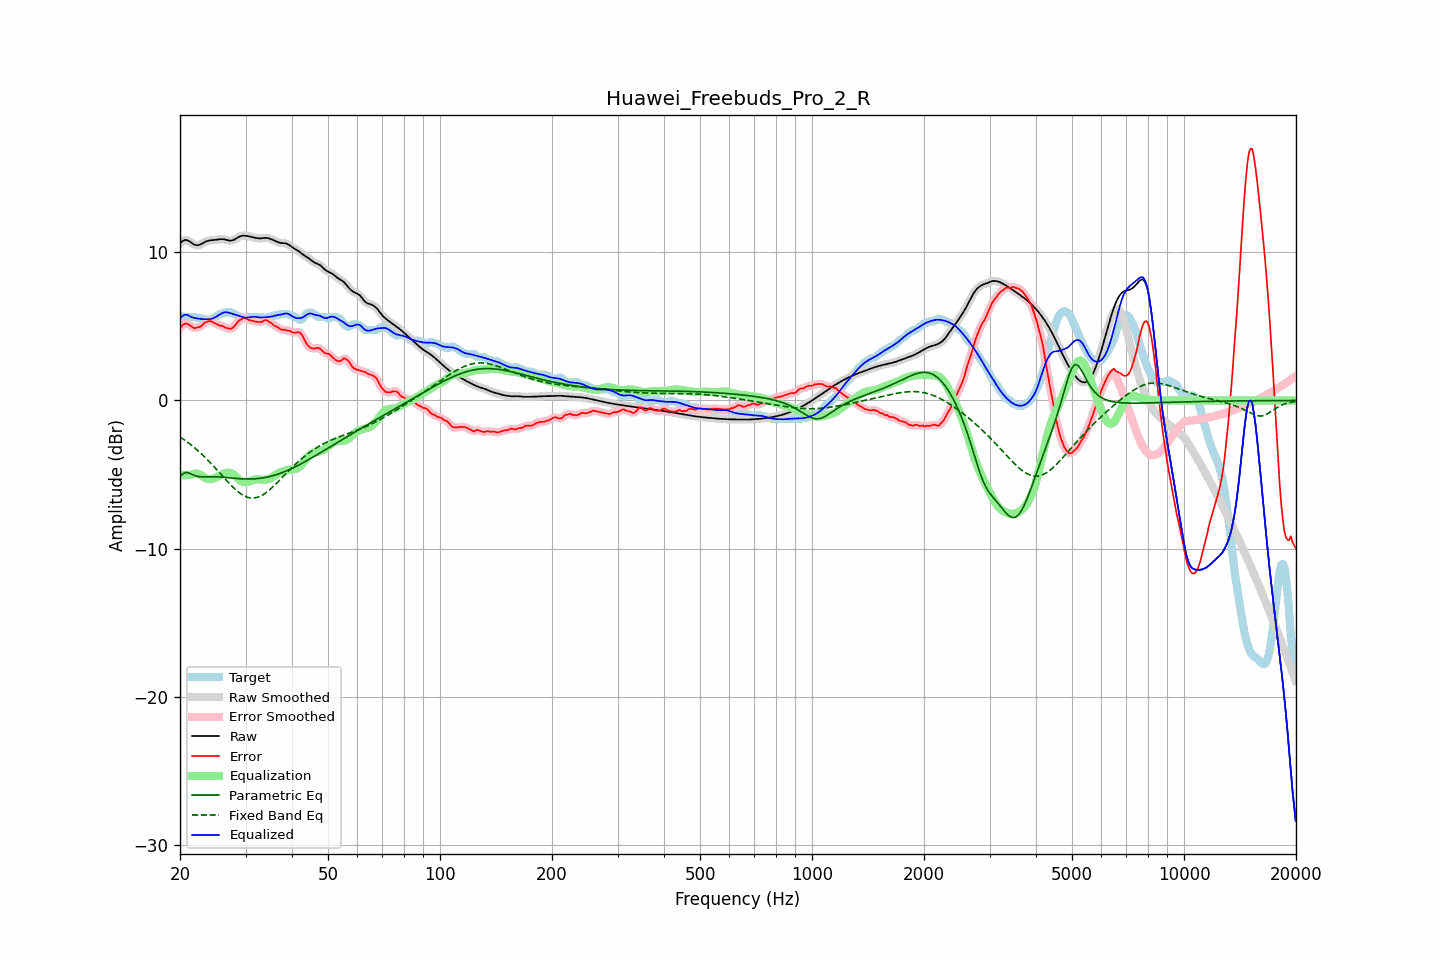 Huawei_Freebuds_Pro_2_R
Amplitude (dBr)
10
0
−10
−20
−30
Target
Raw Smoothed
Error Smoothed
Raw
Error
Equalization
Parametric Eq
Fixed Band Eq
Equalized
20 50 100 200 500 1000 2000 5000 10000 20000
Frequency (Hz)